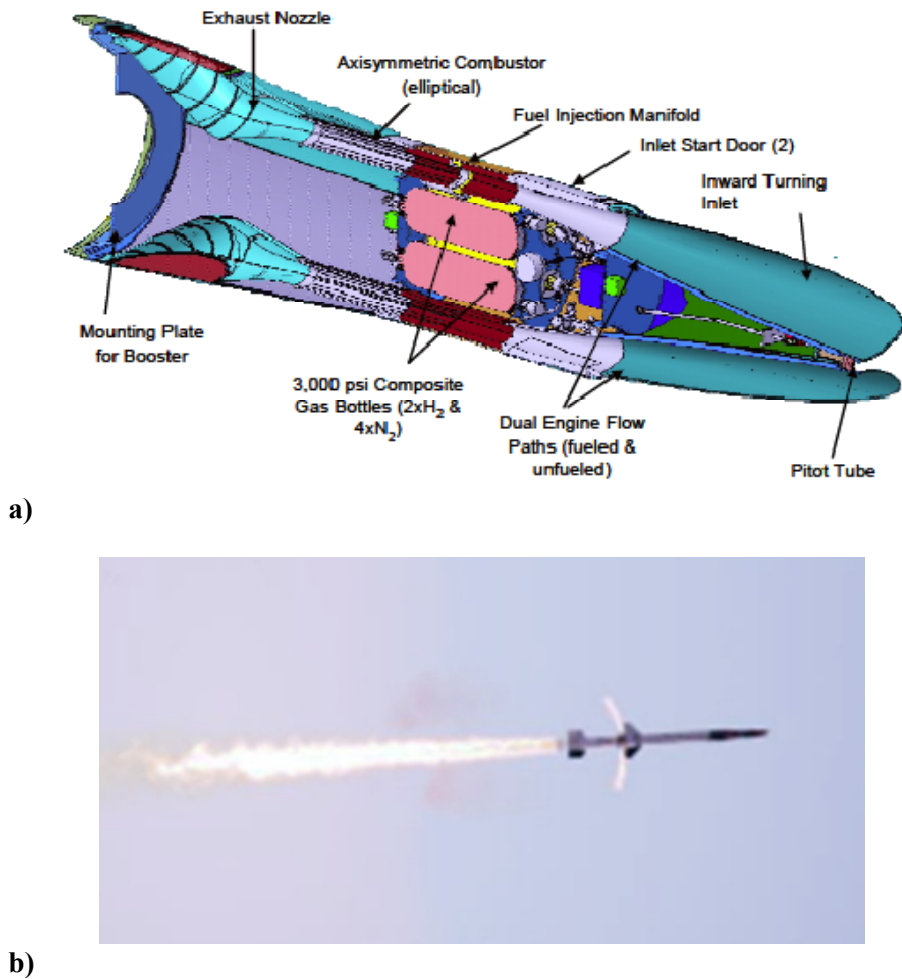 Exhaust Nozzle
Axisymmetric Combustor
(elliptical)
Fuel Injection Manifold
Inlet Start Door (2)
Inward Turning
Inlet
Mounting Plate
for Booster
3,000 psi Composite
Gas Bottles (2xH2 &
4xN2)
Dual Engine Flow
Paths (fueled &
unfueled)
Pitot Tube
a)
b)